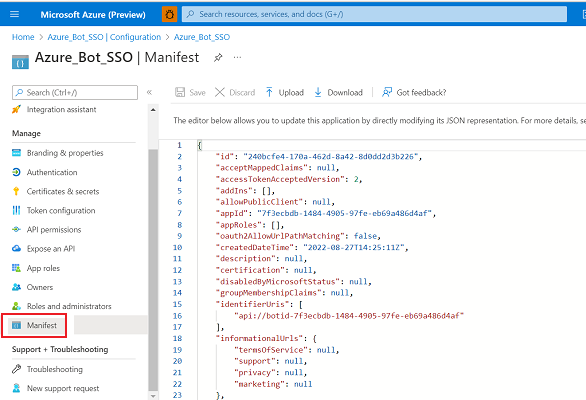 Microsoft Azure (Preview)
Search resources, services, and docs (G+/)
Home > Azure_Bot_SSO | Configuration > Azure_Bot_SSO
Azure_Bot_SSO | Manifest
Search (Ctrl+/)
«
Save
Discard
Upload
Download
Got feedback?
Integration assistant
Manage
Branding & properties
Authentication
Certificates & secrets
Token configuration
API permissions
Expose an API
App roles
Owners
Roles and administrators
Manifest
Support + Troubleshooting
Troubleshooting
New support request
The editor below allows you to update this application by directly modifying its JSON representation. For more details, se
1 {
2 "id": "240bcfe4-170a-462d-8a42-8d0dd2d3b226",
3 "acceptMappedClaims": null,
4 "accessTokenAcceptedVersion": 2,
5 "addIns": [],
6 "allowPublicClient": null,
7 "appId": "7f3ecbdb-1484-4905-97fe-eb69a486d4af",
8 "appRoles": [],
9 "oauth2AllowUrlPathMatching": false,
10 "createdDateTime": "2022-08-27T14:25:11Z",
11 "description": null,
12 "certification": null,
13 "disabledByMicrosoftStatus": null,
14 "groupMembershipClaims": null,
15 "identifierUris": [
16 "api://botid-7f3ecbdb-1484-4905-97fe-eb69a486d4af"
17 ],
18 "informationalUrls": {
19 "termsOfService": null,
20 "support": null,
21 "privacy": null,
22 "marketing": null
23 },